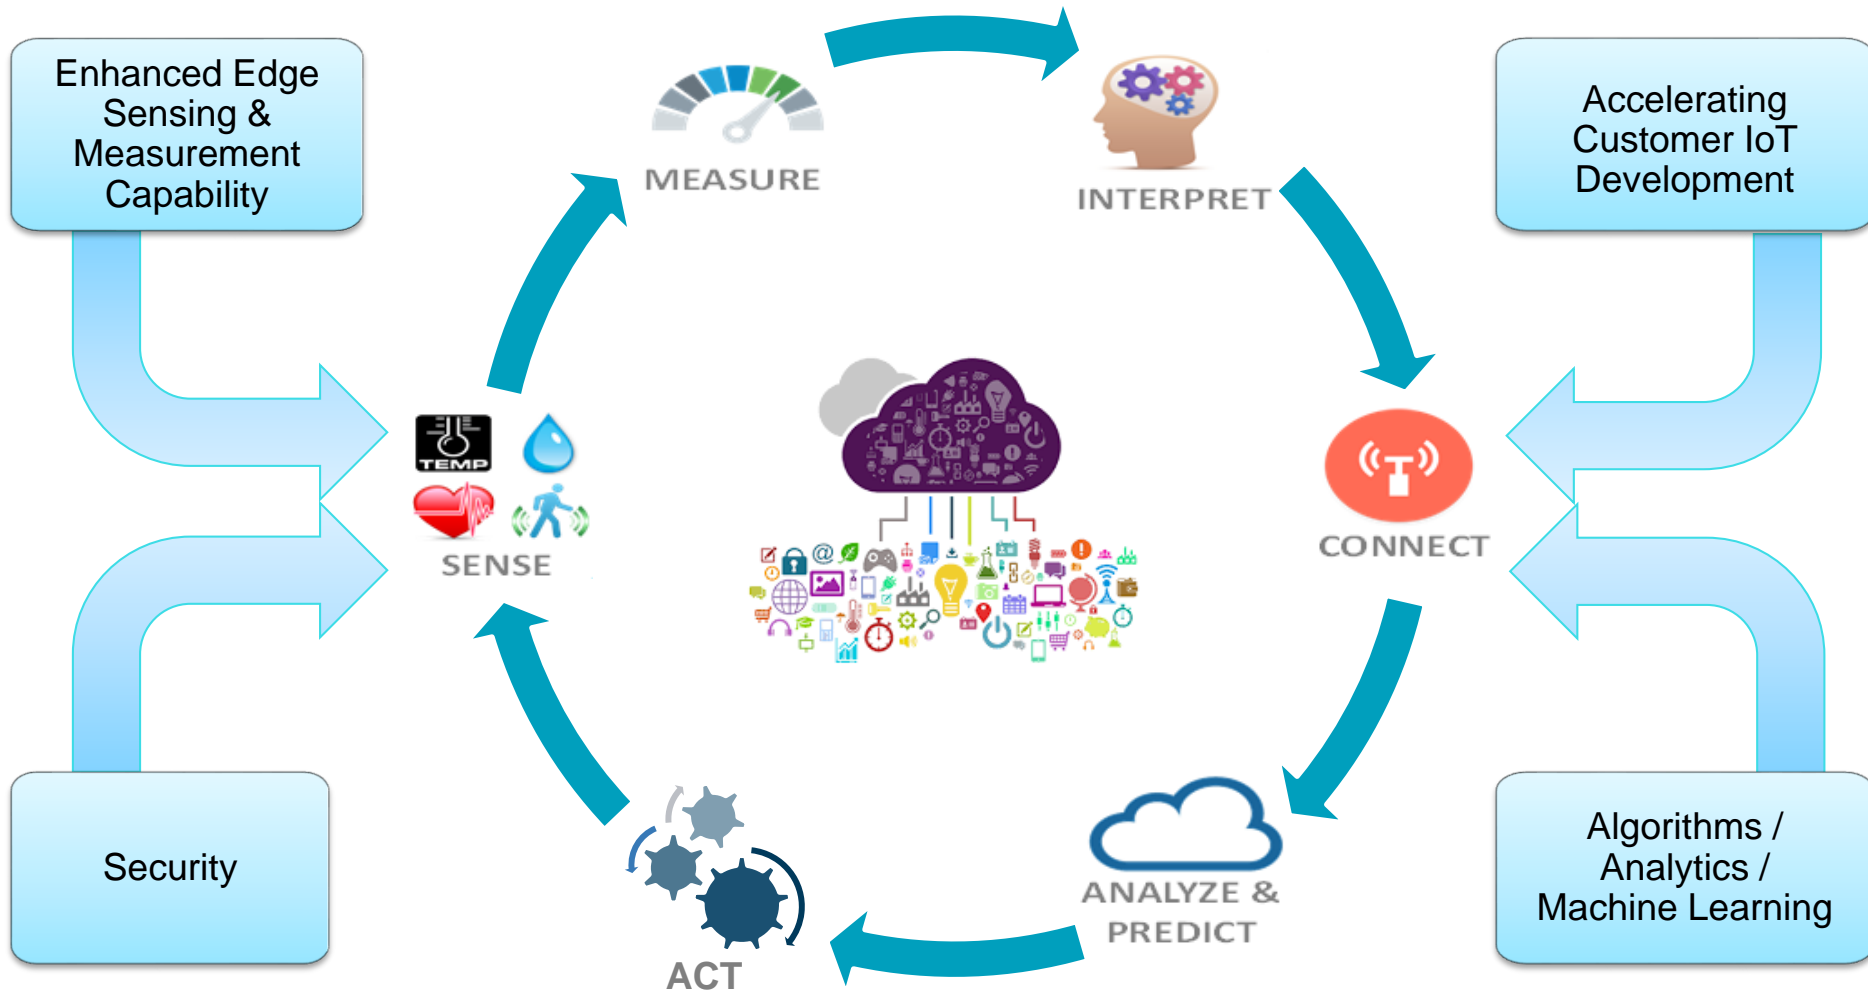 Enhanced Edge
Sensing &
Measurement
Capability
MEASURE
INTERPRET
Accelerating
Customer IoT
Development
TEMP
SENSE
CONNECT
@
Security
ACT
ANALYZE &
PREDICT
Algorithms /
Analytics /
Machine Learning